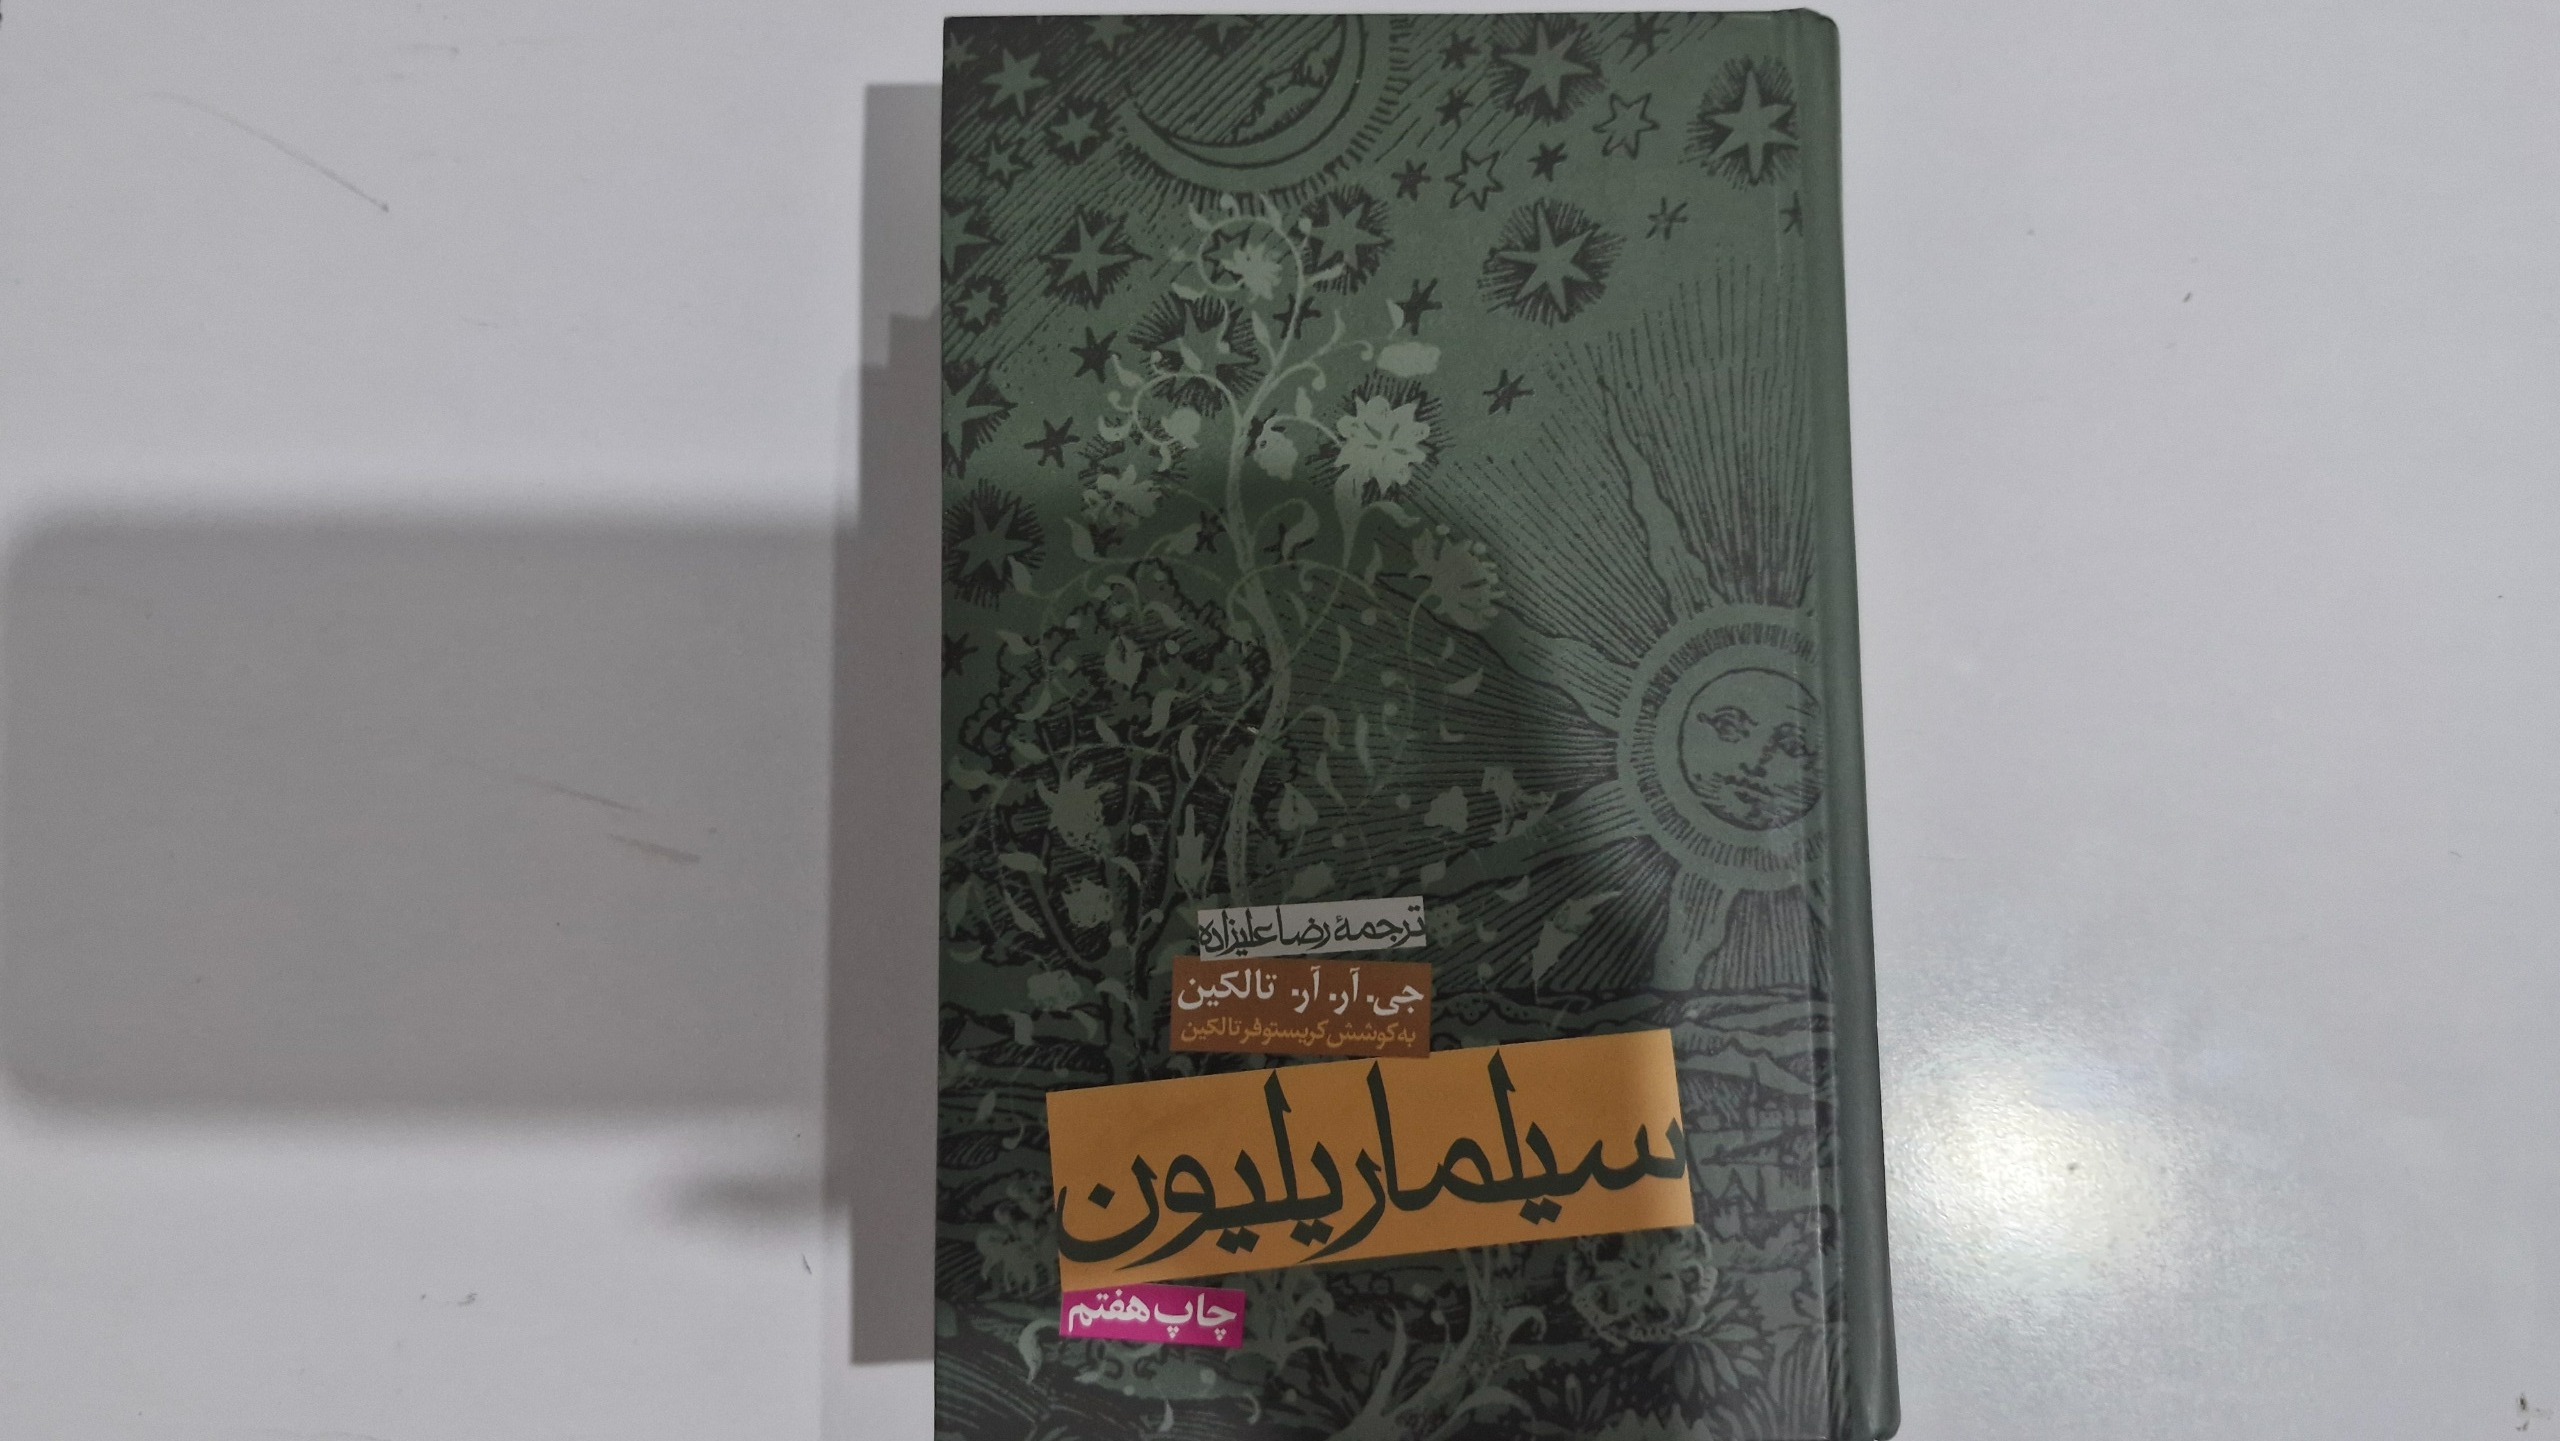 ترجمهٔ رضا علیزاده
جی. آر. آر. تالکین
به کوشش کریستوفر تالکین
سیلماریلیون
چاپ هفتم